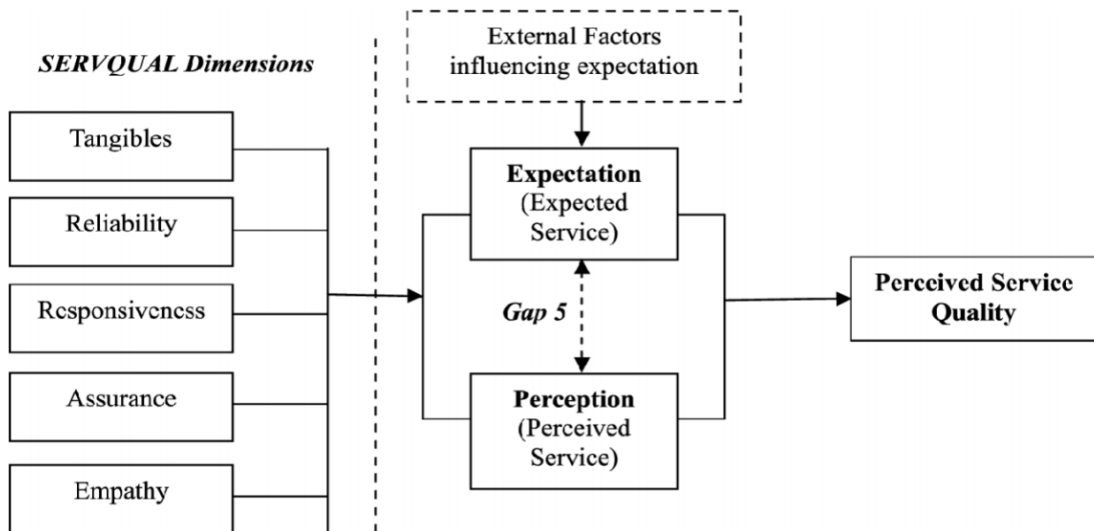 SERVQUAL Dimensions
Tangibles
Reliability
Responsiveness
Assurance
Empathy
External Factors
influencing expectation
Expectation
(Expected
Service)
Gap 5
Perception
(Perceived
Service)
Perceived Service
Quality